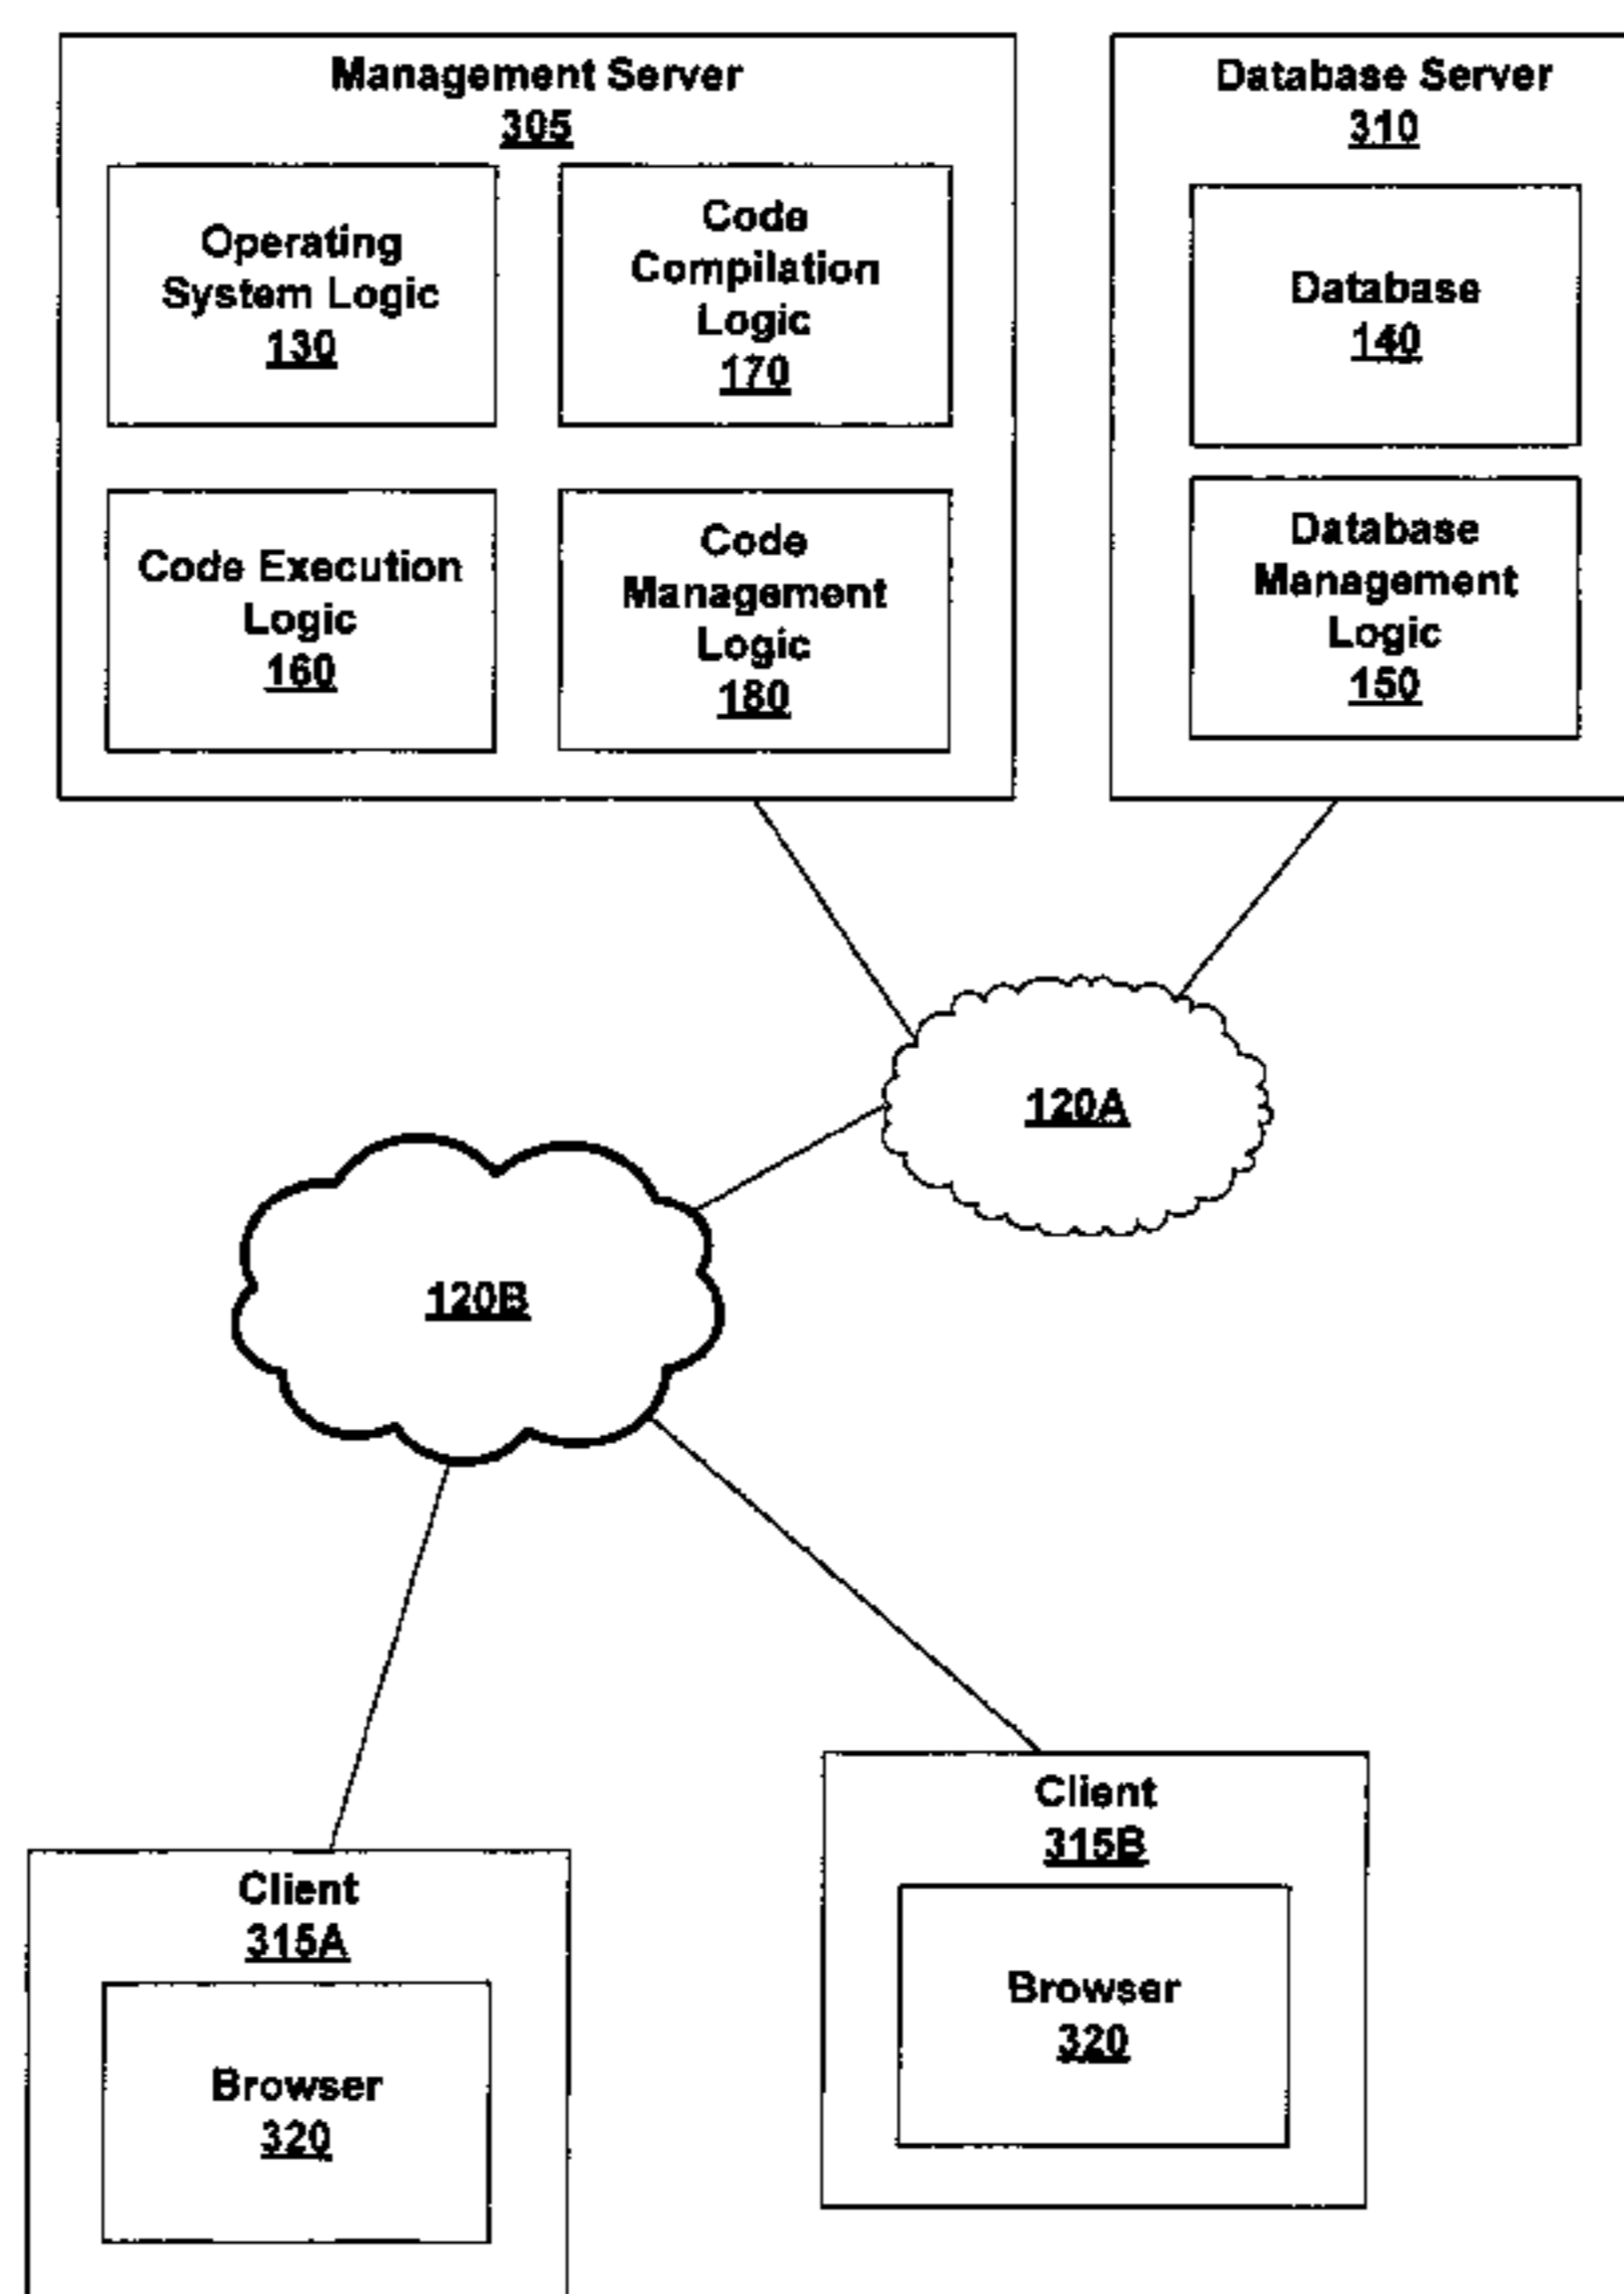 Management Server
305
Operating
System Logic
130
Code
Compilation
Logic
170
Code Execution
Logic
160
Code
Management
Logic
180
Database Server
310
Database
140
Database
Management
Logic
150
120A
120B
Client
315A
Browser
320
Client
315B
Browser
320